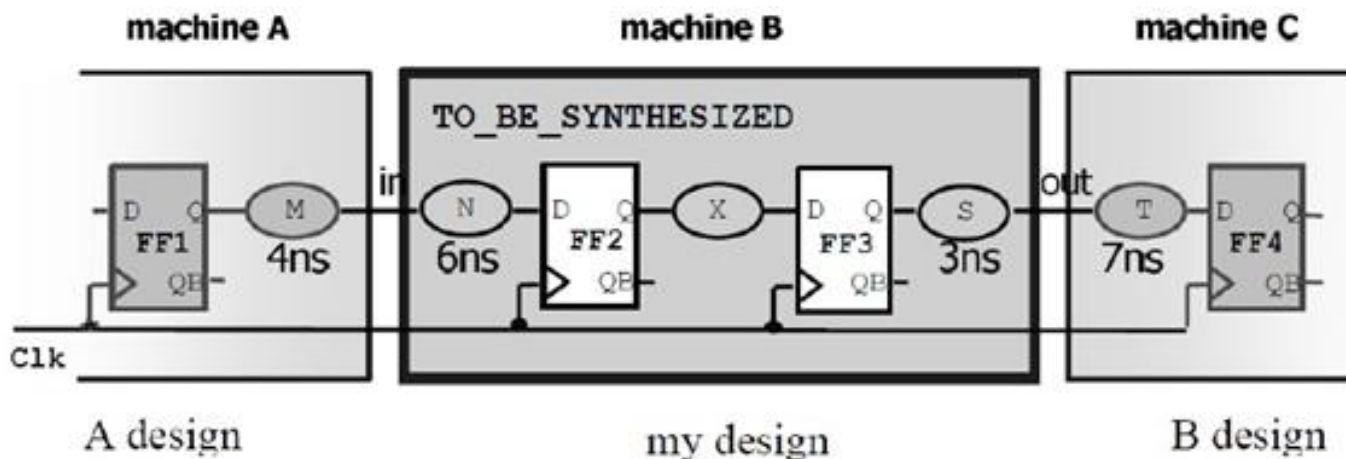 machine A machine B machine C
TO_BE_SYNTHESIZED
in out
D Q M N D Q X D Q S T D Q
FF1 FF2 FF3 FF4
4ns 6ns 3ns 7ns
QB QB QB QB
Clk
A design my design B design